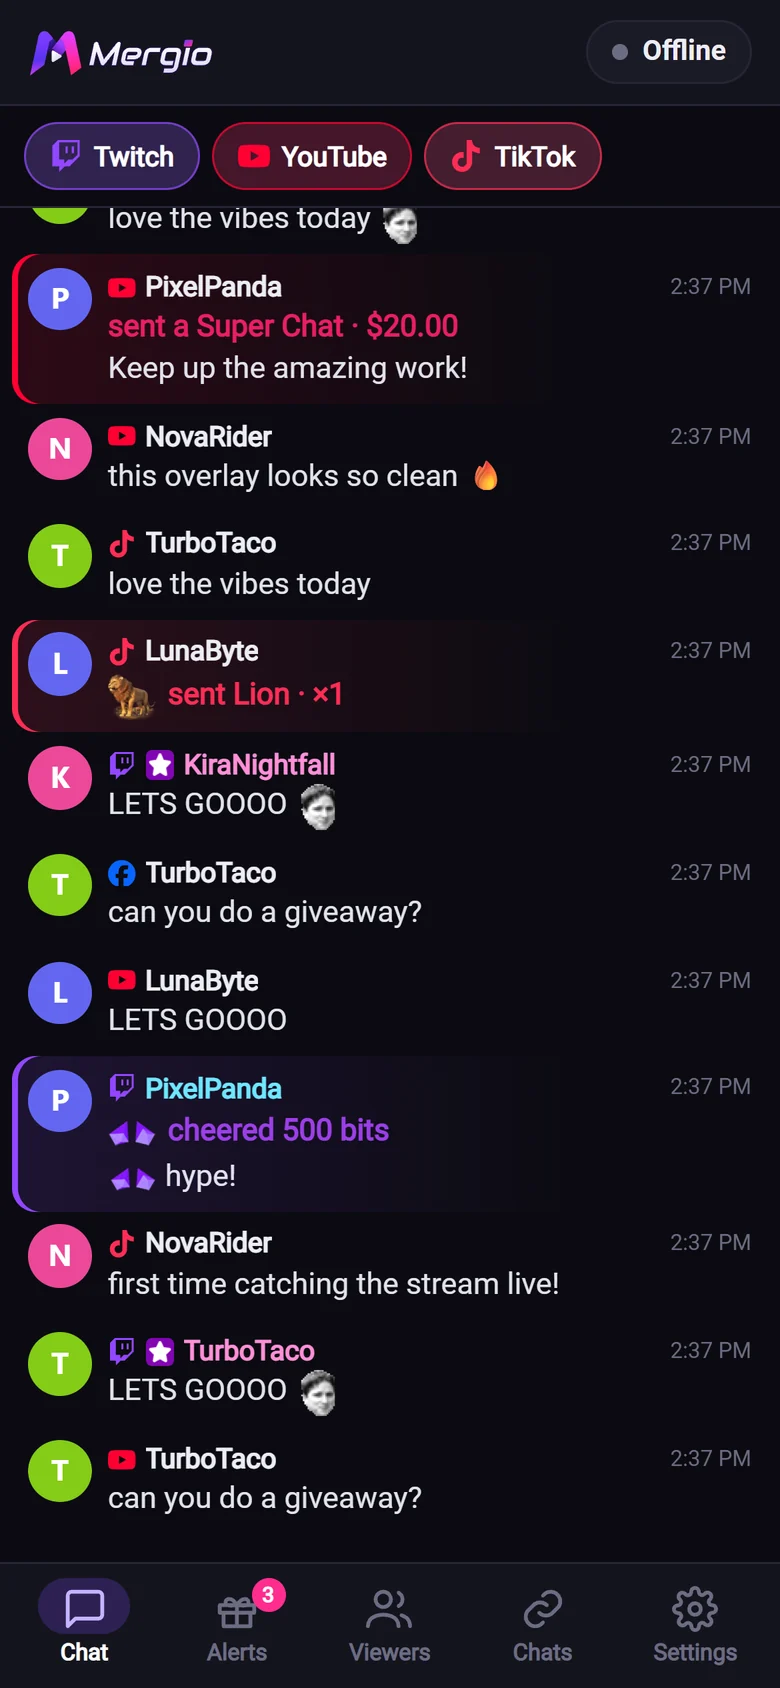 Mergio
Offline
Twitch
YouTube
TikTok
love the vibes today
P
PixelPanda
2:37 PM
sent a Super Chat · $20.00
Keep up the amazing work!
N
NovaRider
2:37 PM
this overlay looks so clean 🔥
T
TurboTaco
2:37 PM
love the vibes today
L
LunaByte
2:37 PM
sent Lion · ×1
K
KiraNightfall
2:37 PM
LETS GOOOO
T
TurboTaco
2:37 PM
can you do a giveaway?
L
LunaByte
2:37 PM
LETS GOOOO
P
PixelPanda
2:37 PM
cheered 500 bits
hype!
N
NovaRider
2:37 PM
first time catching the stream live!
T
TurboTaco
2:37 PM
LETS GOOOO
T
TurboTaco
2:37 PM
can you do a giveaway?
3
Chat
Alerts
Viewers
Chats
Settings